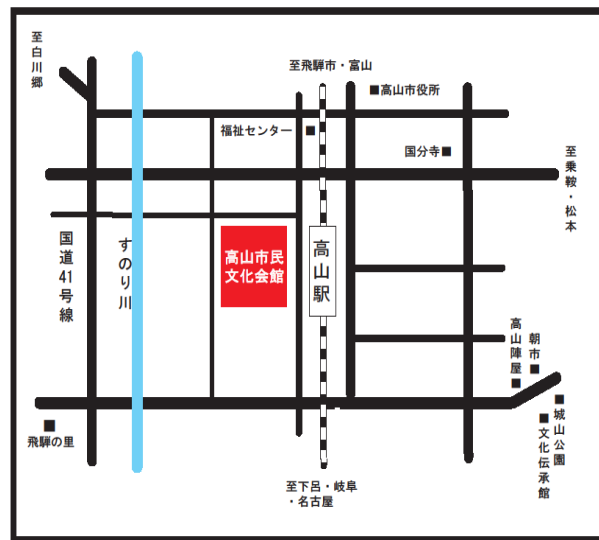 至白川郷
至飛騨市・富山
■高山市役所
福祉センター ■
国分寺■
至乗鞍・松本
国道41号線
すのり川
高山市民
文化会館
高山駅
高山陣屋■
朝市■
■城山公園
■文化伝承館
■
飛騨の里
至下呂・岐阜
・名古屋